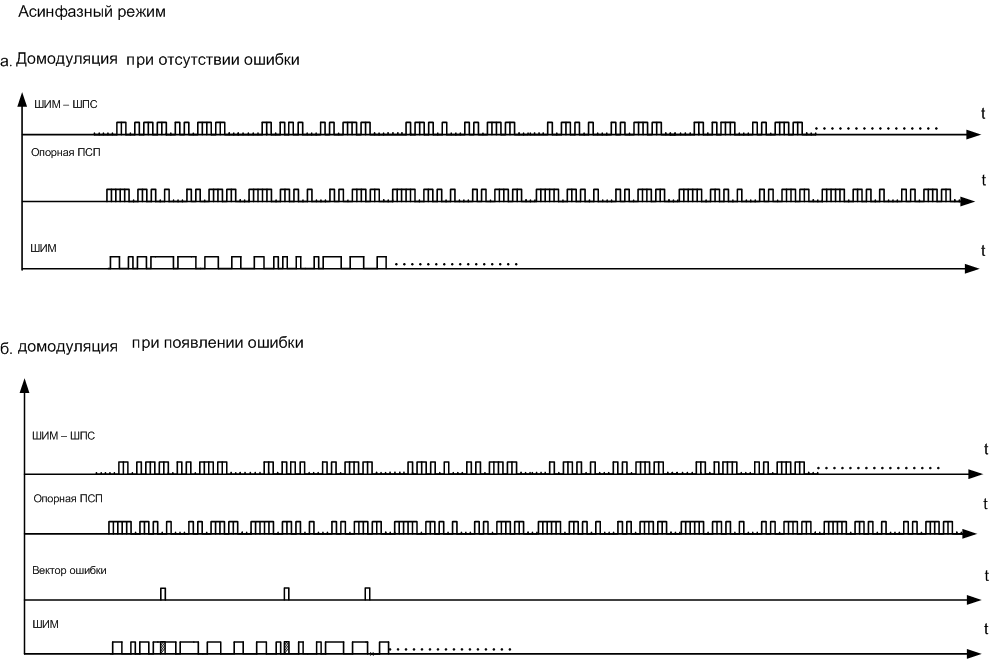 Асинфазный режим
а. Домодуляция при отсутствии ошибки
ШИМ – ШПС
t
Опорная ПСП
t
ШИМ
t
б. домодуляция при появлении ошибки
ШИМ – ШПС
t
Опорная ПСП
t
Вектор ошибки
t
ШИМ
t